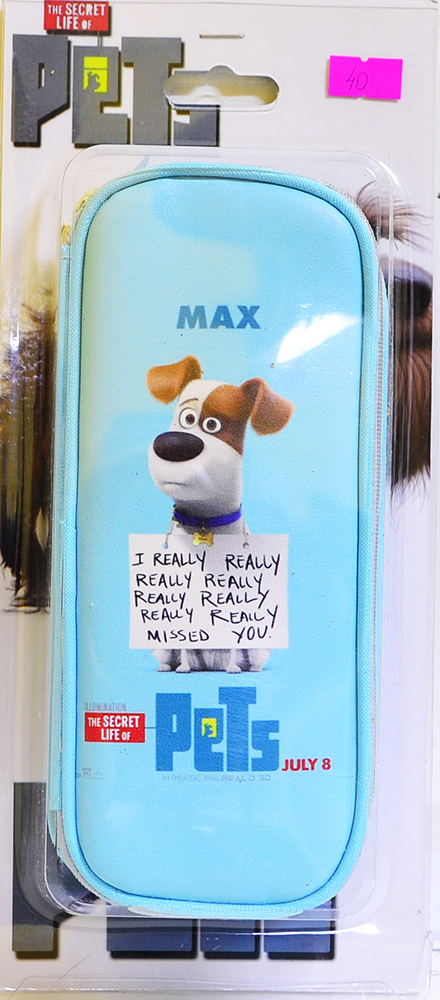 THE SECRET
LIFE OF
PETS
40
MAX
I REALLY REALLY
REALLY REALLY
REALLY REALLY
REALLY REALLY
MISSED YOU.
ILLUMINATION
THE SECRET
LIFE OF
PETS
JULY 8
IN THEATERS AND REAL D 3D